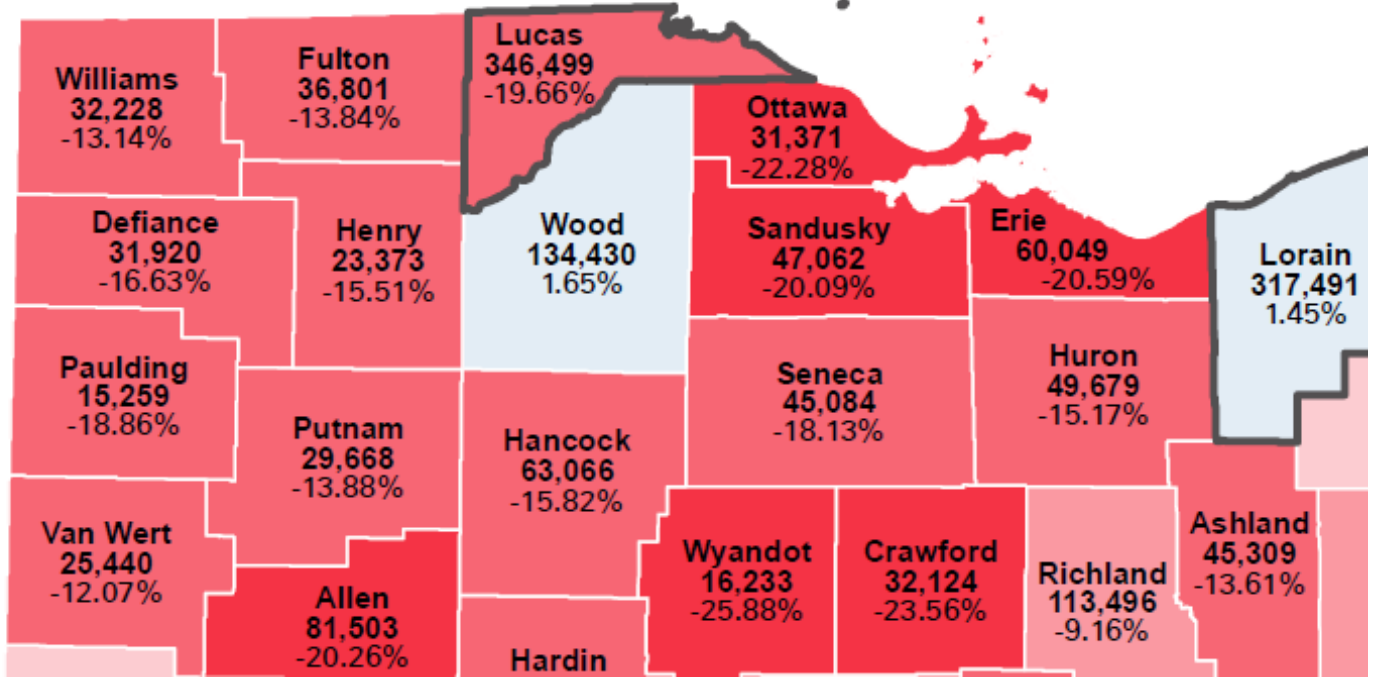 Lucas
346,499
-19.66%
Fulton
36,801
-13.84%
Williams
32,228
-13.14%
Ottawa
31,371
-22.28%
Defiance
31,920
-16.63%
Henry
23,373
-15.51%
Wood
134,430
1.65%
Sandusky
47,062
-20.09%
Erie
60,049
-20.59%
Lorain
317,491
1.45%
Paulding
15,259
-18.86%
Putnam
29,668
-13.88%
Hancock
63,066
-15.82%
Seneca
45,084
-18.13%
Huron
49,679
-15.17%
Van Wert
25,440
-12.07%
Allen
81,503
-20.26%
Hardin
Wyandot
16,233
-25.88%
Crawford
32,124
-23.56%
Richland
113,496
-9.16%
Ashland
45,309
-13.61%